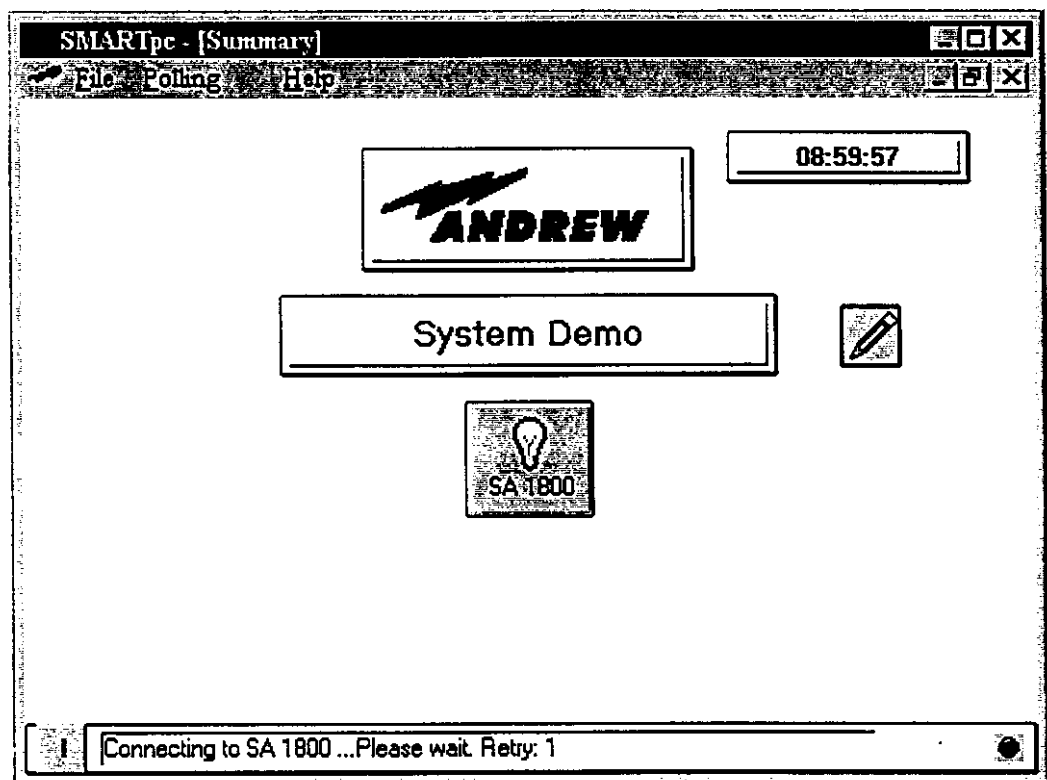 SMARTpc - [Summary]
File Polling Help
08:59:57
ANDREW
System Demo
SA 1800
Connecting to SA 1800 ...Please wait. Retry: 1